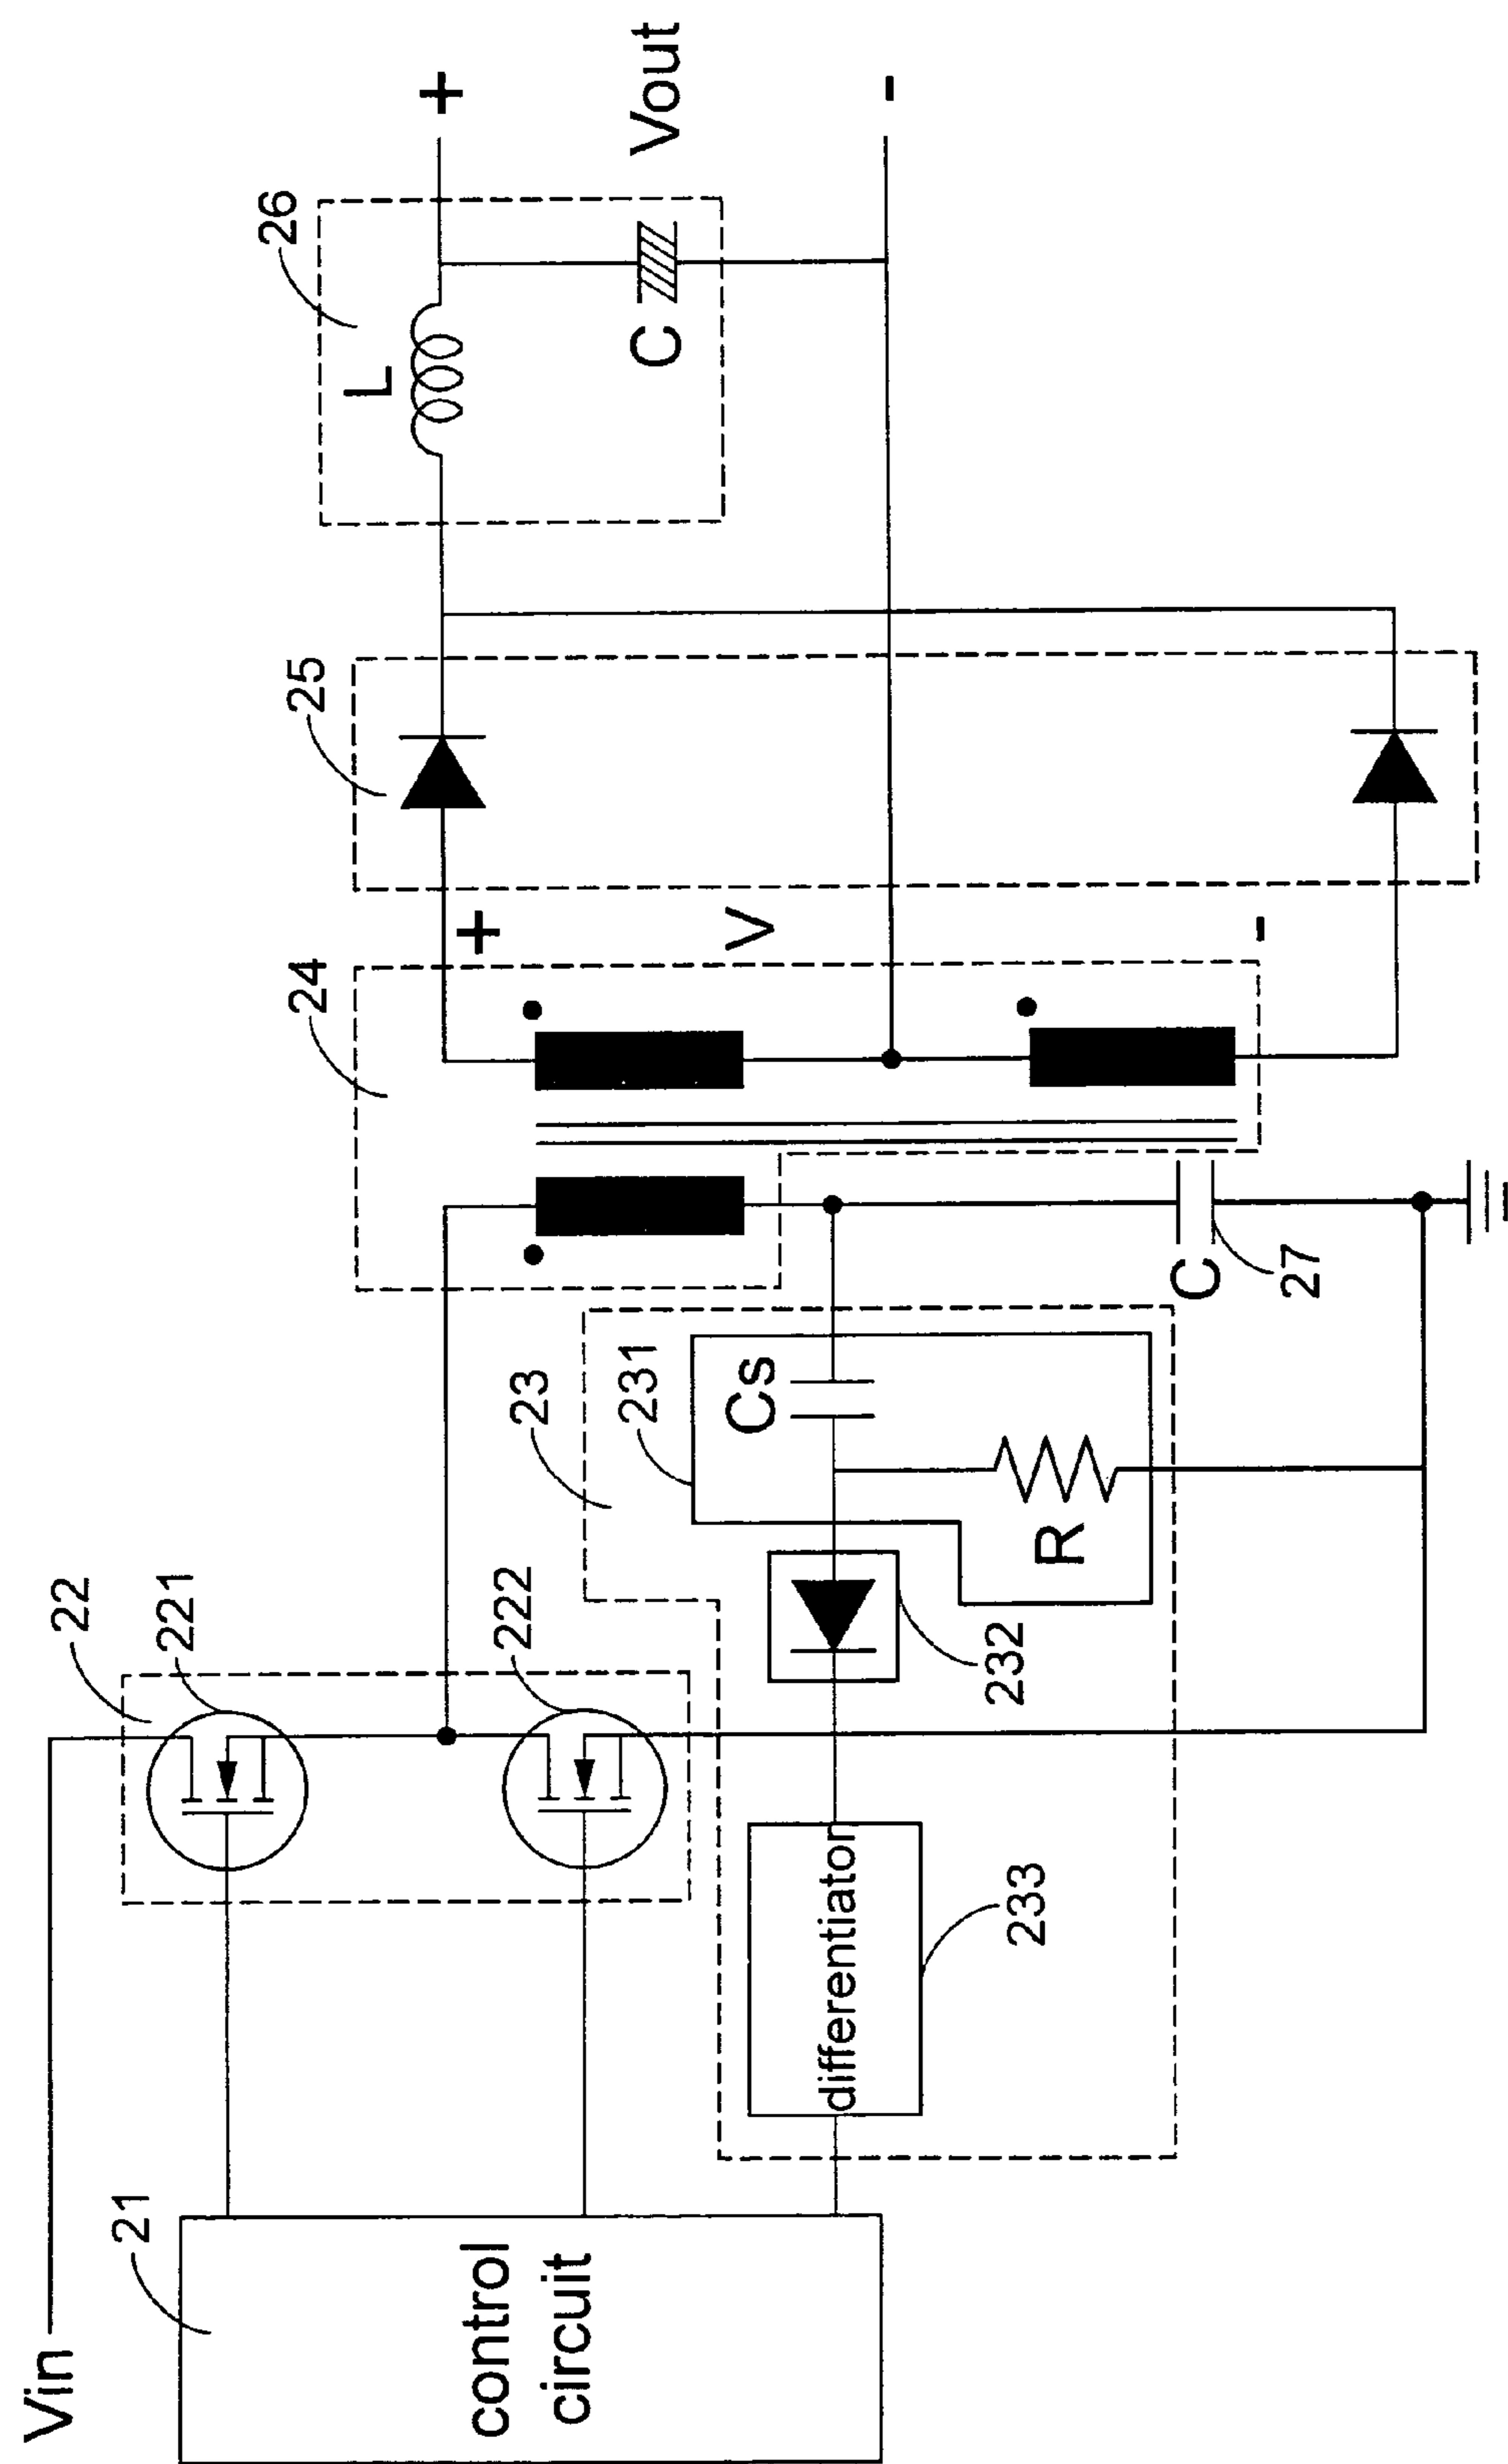 Vin
21
control
circuit
22
221
222
23
231
Cs
R
232
differentiator
233
24
+
V
-
C
27
25
26
L
C
+
Vout
-